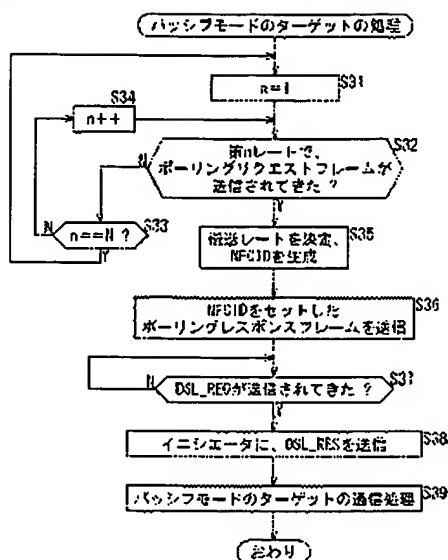 パッシブモードのターゲットの処理
n=1
S31
S34
n++
第nレートで、
ポーリングリクエストフレームが
送信されてきた？
S32
N
Y
n==N？
S33
N
Y
伝送レートを決定、
NFCIDを生成
S35
NFCIDをセットした
ポーリングレスポンスフレームを送信
S36
DSL_REQが送信されてきた？
S37
N
Y
イニシエータに、DSL_RESを送信
S38
パッシブモードのターゲットの通信処理
S39
おわり